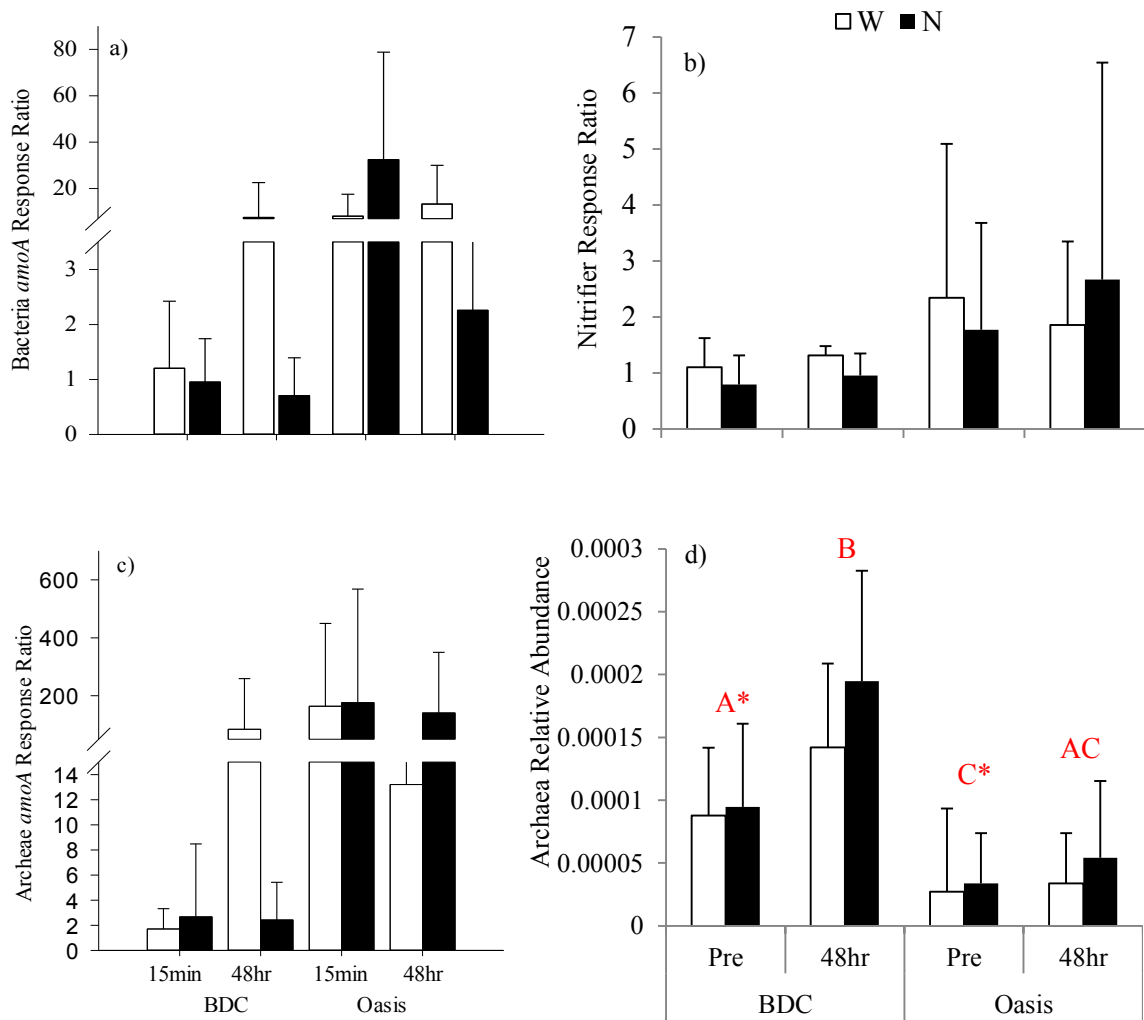 a)
Bacteria amoA Response Ratio
80
60
40
20
3
2
1
0
W N
b)
Nitrifier Response Ratio
7
6
5
4
3
2
1
0
c)
Archeae amoA Response Ratio
600
400
200
14
12
10
8
6
4
2
0
15min 48hr 15min 48hr
BDC Oasis
d)
Archaea Relative Abundance
0.0003
0.00025
0.0002
0.00015
0.0001
0.00005
0
A* B C* AC
Pre 48hr Pre 48hr
BDC Oasis